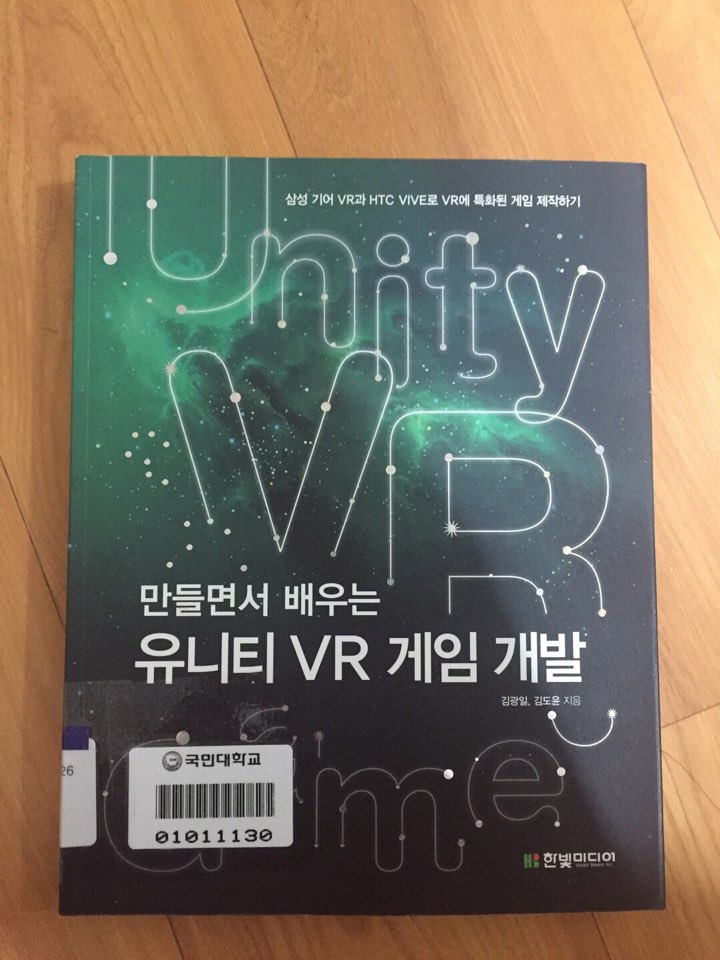 삼성 기어 VR과 HTC VIVE로 VR에 특화된 게임 제작하기
Unity
VR
만들면서 배우는
유니티 VR 게임 개발
김광일, 김도윤 지음
Game
26
국민대학교
01011130
HB 한빛미디어